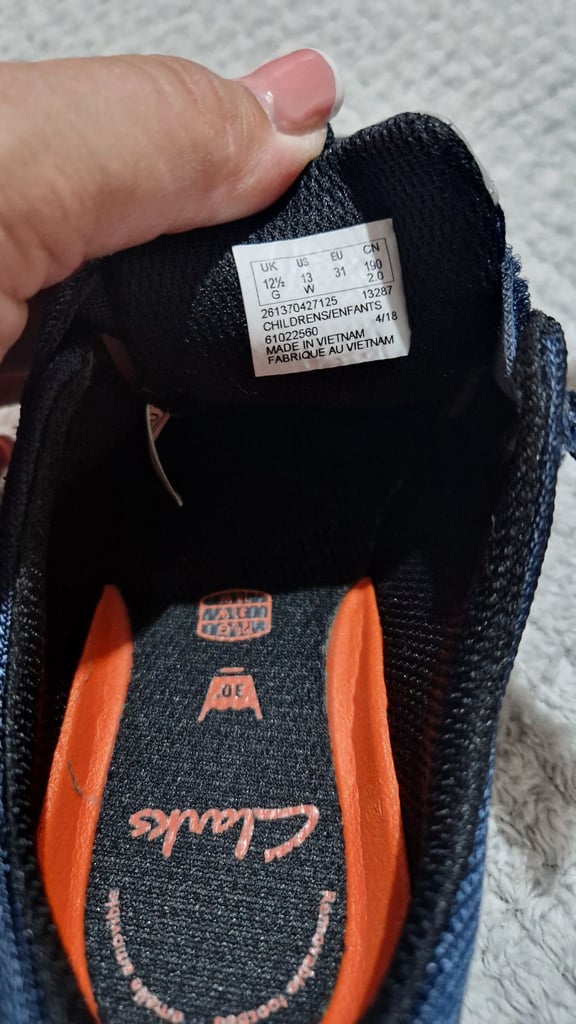 UK US EU CN
12½ 13 31 190
G W 2.0
261370427125 13287
CHILDRENS/ENFANTS
61022560 4/18
MADE IN VIETNAM
FABRIQUE AU VIETNAM
Clarks
Removable